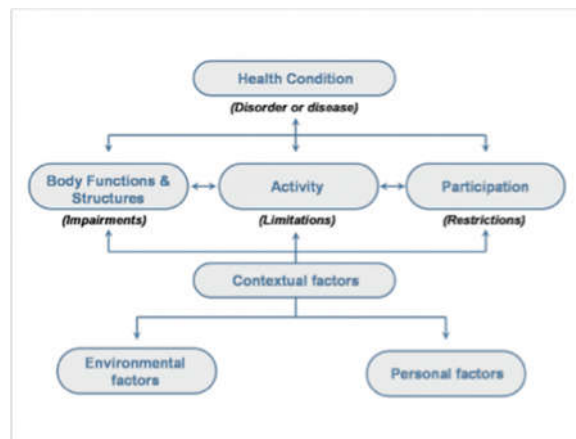 Health Condition
(Disorder or disease)
Body Functions &
Structures
Activity
Participation
(Impairments)
(Limitations)
(Restrictions)
Contextual factors
Environmental
factors
Personal factors